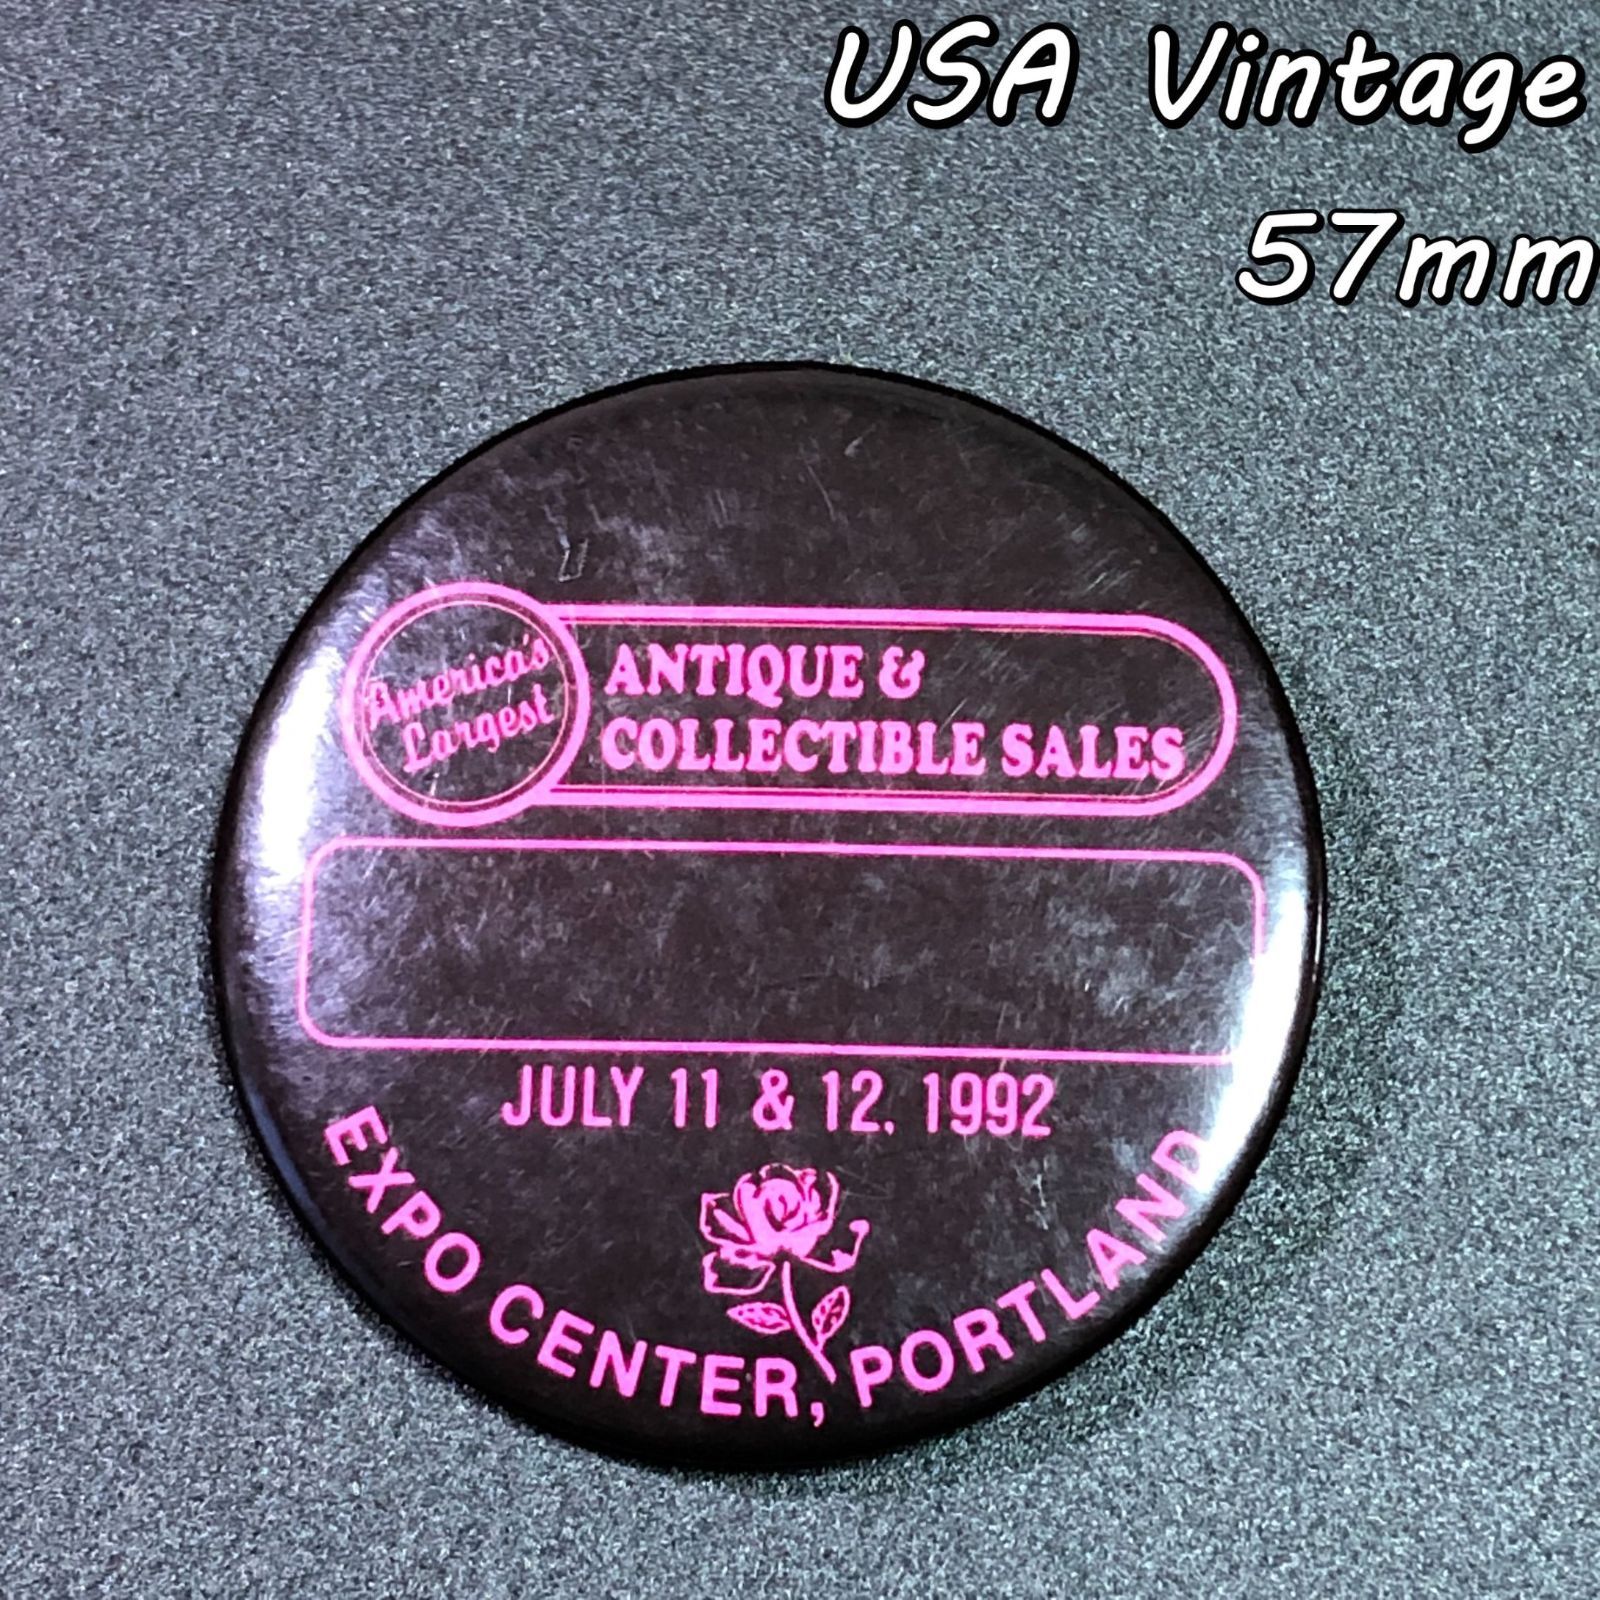 USA Vintage
57mm
America's
Largest
ANTIQUE &
COLLECTIBLE SALES
JULY 11 & 12, 1992
EXPO CENTER, PORTLAND